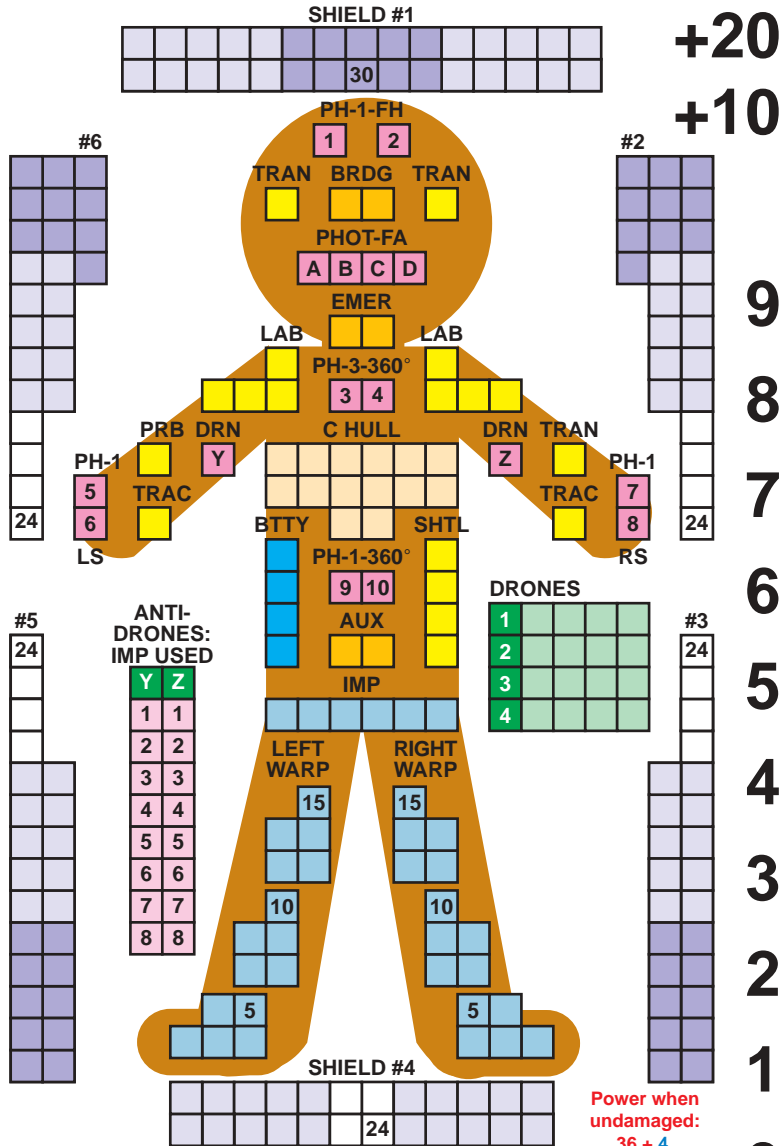 SHIELD #1
30
+20
+10
PH-1-FH
1 2
#6
#2
TRAN BRDG TRAN
PHOT-FA
A B C D
EMER
9
LAB LAB
PH-3-360°
3 4
8
PRB DRN C HULL DRN TRAN
Y Z
PH-1 PH-1
5 7
TRAC TRAC
6 8
24 24
LS RS
7
BTTY SHTL
PH-1-360°
9 10
6
ANTI-
DRONES:
IMP USED
Y Z
1 1
2 2
3 3
4 4
5 5
6 6
7 7
8 8
AUX
DRONES
1
2
3
4
#5
24
#3
24
IMP
5
LEFT
WARP
RIGHT
WARP
15 15
4
3
10 10
2
5 5
1
SHIELD #4
24
Power when
undamaged:
36 + 4